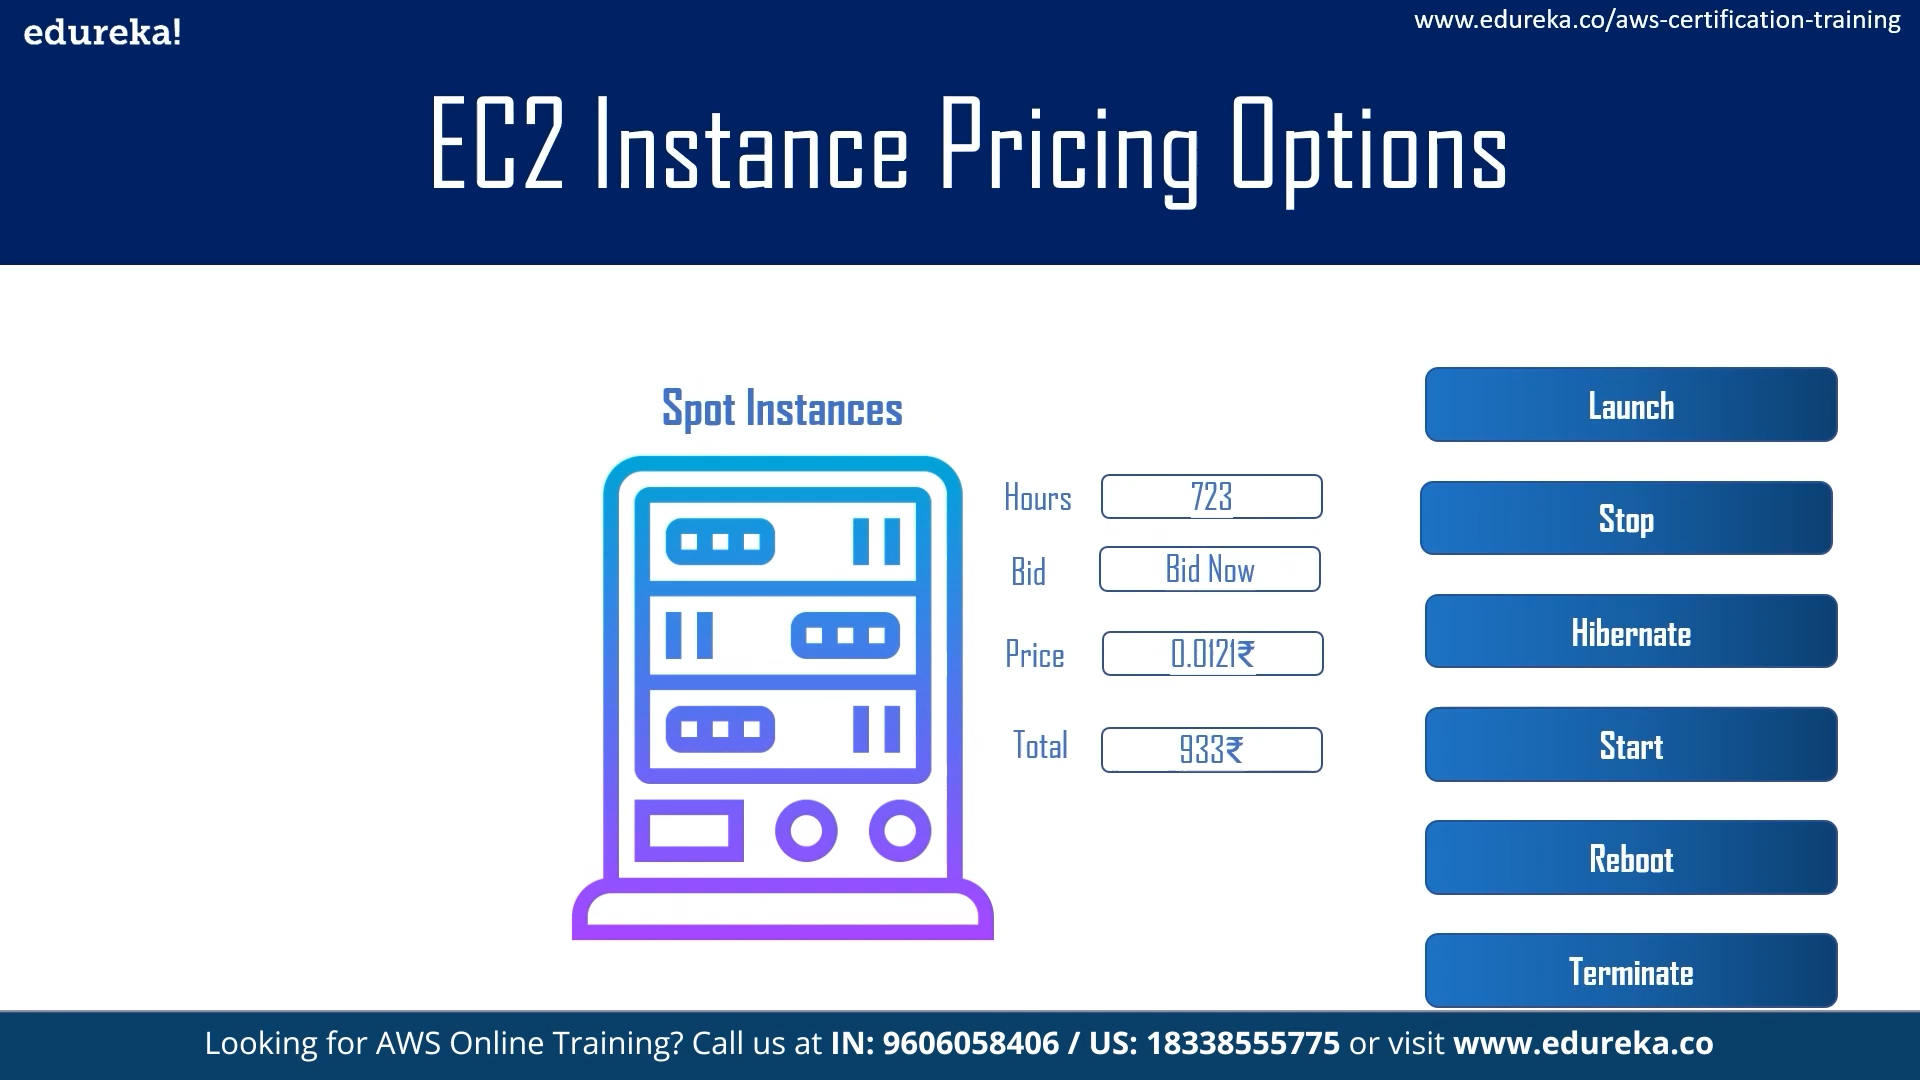 edureka!
www.edureka.co/aws-certification-training
EC2 Instance Pricing Options
Spot Instances
Hours 723
Bid Bid Now
Price 0.0121₹
Total 933₹
Launch
Stop
Hibernate
Start
Reboot
Terminate
Looking for AWS Online Training? Call us at IN: 9606058406 / US: 18338555775 or visit www.edureka.co